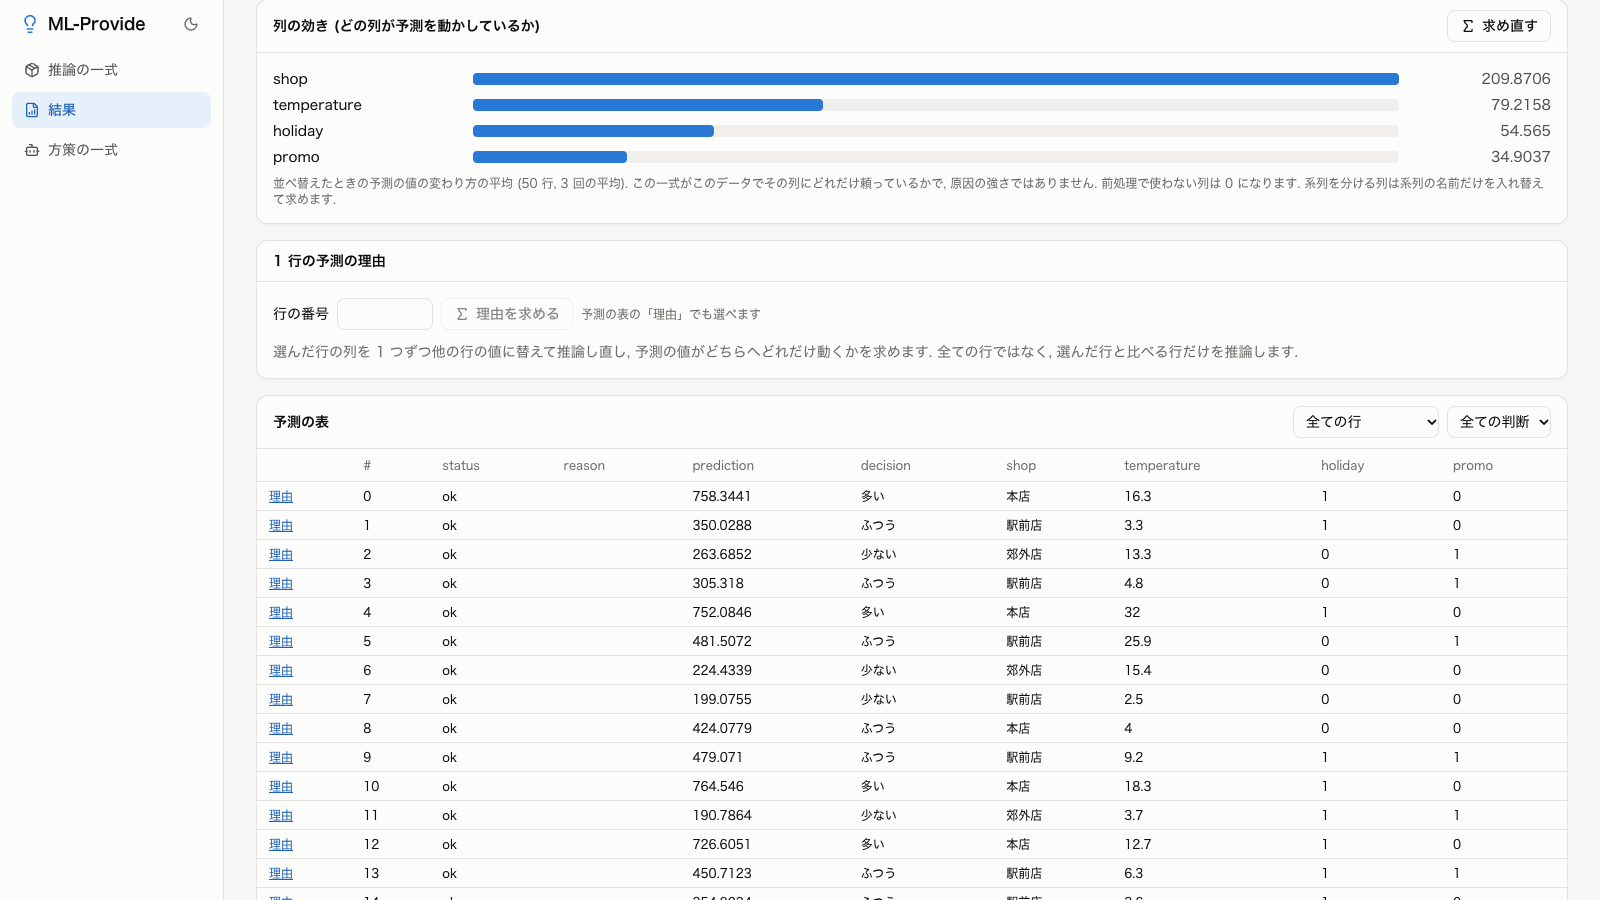 ML-Provide
推論の一式
結果
方策の一式
列の効き (どの列が予測を動かしているか)
求め直す
shop 209.8706
temperature 79.2158
holiday 54.565
promo 34.9037
並べ替えたときの予測の値の変わり方の平均 (50 行, 3 回の平均). この一式がこのデータでその列にどれだけ頼っているかで, 原因の強さではありません. 前処理で使わない列は 0 になります. 系列を分ける列は系列の名前だけを入れ替え
て求めます.
1 行の予測の理由
行の番号 Σ 理由を求める 予測の表の「理由」でも選べます
選んだ行の列を 1 つずつ他の行の値に替えて推論し直し, 予測の値がどちらへどれだけ動くかを求めます. 全ての行ではなく, 選んだ行と比べる行だけを推論します.
予測の表 全ての行 全ての判断
# status reason prediction decision shop temperature holiday promo
理由 0 ok 758.3441 多い 本店 16.3 1 0
理由 1 ok 350.0288 ふつう 駅前店 3.3 1 0
理由 2 ok 263.6852 少ない 郊外店 13.3 0 1
理由 3 ok 305.318 ふつう 駅前店 4.8 0 1
理由 4 ok 752.0846 多い 本店 32 1 0
理由 5 ok 481.5072 ふつう 駅前店 25.9 0 1
理由 6 ok 224.4339 少ない 郊外店 15.4 0 0
理由 7 ok 199.0755 少ない 駅前店 2.5 0 0
理由 8 ok 424.0779 ふつう 本店 4 0 0
理由 9 ok 479.071 ふつう 駅前店 9.2 1 1
理由 10 ok 764.546 多い 本店 18.3 1 0
理由 11 ok 190.7864 少ない 郊外店 3.7 1 1
理由 12 ok 726.6051 多い 本店 12.7 1 0
理由 13 ok 450.7123 ふつう 駅前店 6.3 1 1